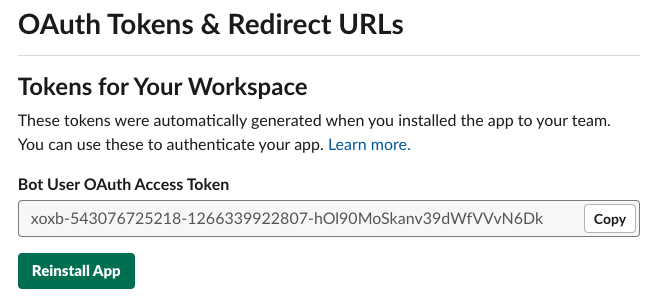 OAuth Tokens & Redirect URLs
Tokens for Your Workspace
These tokens were automatically generated when you installed the app to your team.
You can use these to authenticate your app. Learn more.
Bot User OAuth Access Token
xoxb-543076725218-1266339922807-hOI90MoSkanv39dWfVVvN6Dk
Copy
Reinstall App